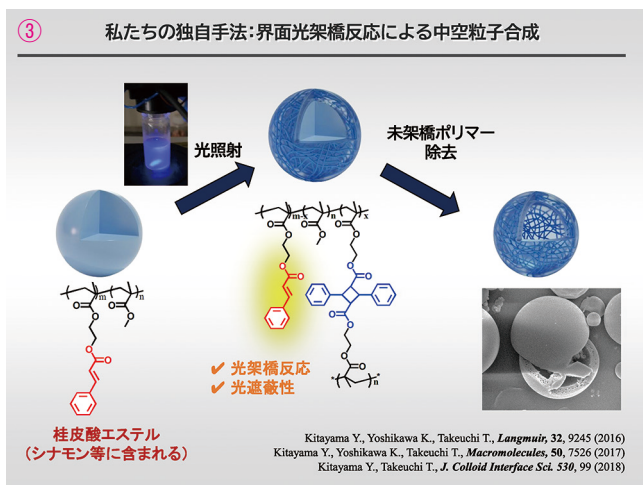 ③
私たちの独自手法:界面光架橋反応による中空粒子合成
光照射
未架橋ポリマー
除去
m-x
n
x
O
O
O
O
O
O
O
O
O
O
m
n
O
O
O
O
O
O
O
O
O
O
O
O
*
n
*
✔ 光架橋反応
✔ 光遮蔽性
桂皮酸エステル
(シナモン等に含まれる)
Kitayama Y., Yoshikawa K., Takeuchi T., Langmuir, 32, 9245 (2016)
Kitayama Y., Yoshikawa K., Takeuchi T., Macromolecules, 50, 7526 (2017)
Kitayama Y., Takeuchi T., J. Colloid Interface Sci. 530, 99 (2018)